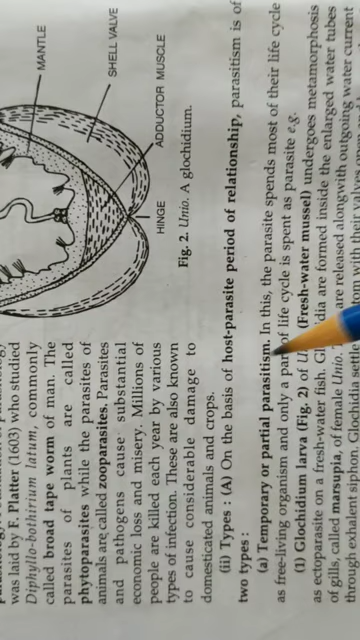 MANTLE
SHELL VALVE
ADDUCTOR MUSCLE
HINGE
Fig. 2. Unio. A glochidium.
was laid by F. Platter (1603) who studied
Diphyllo-bothirium latum, commonly
called broad tape worm of man. The
parasites of plants are called
phytoparasites while the parasites of
animals are called zooparasites. Parasites
and pathogens cause substantial
economic loss and misery. Millions of
people are killed each year by various
types of infection. These are also known
to cause considerable damage to
domesticated animals and crops.
(ii) Types : (A) On the basis of host-parasite period of relationship, parasitism is of
two types :
(a) Temporary or partial parasitism. In this, the parasite spends most of their life cycle
as free-living organism and only a part of life cycle is spent as parasite e.g.
(1) Glochidium larva (Fig. 2) of (Fresh-water mussel) undergoes metamorphosis
as ectoparasite on a fresh-water fish. are formed inside the enlarged water tubes
of gills, called marsupia, of female Unio. are released alongwith outgoing water current
through exhalent siphon. Glochidia settle with their valves